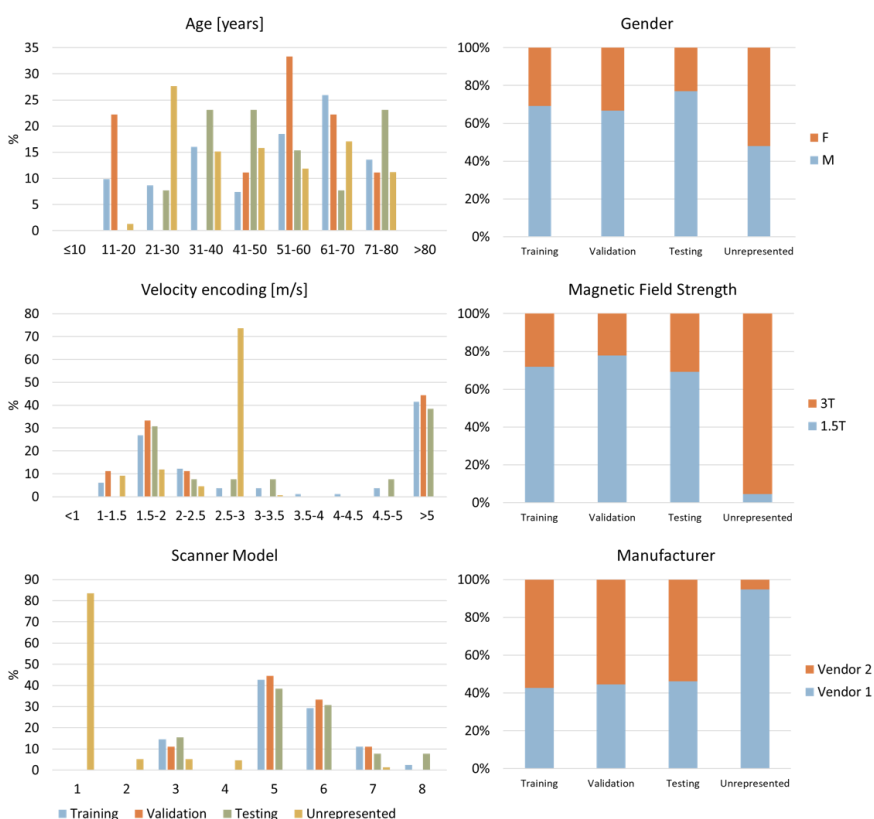 Age [years]
35
30
25
20
15
10
5
0
%
≤10 11-20 21-30 31-40 41-50 51-60 61-70 71-80 >80
Gender
100%
80%
60%
40%
20%
0%
Training Validation Testing Unrepresented
F
M
Velocity encoding [m/s]
80
70
60
50
40
30
20
10
0
%
<1 1-1.5 1.5-2 2-2.5 2.5-3 3-3.5 3.5-4 4-4.5 4.5-5 >5
Magnetic Field Strength
100%
80%
60%
40%
20%
0%
Training Validation Testing Unrepresented
3T
1.5T
Scanner Model
90
80
70
60
50
40
30
20
10
0
%
1 2 3 4 5 6 7 8
Training Validation Testing Unrepresented
Manufacturer
100%
80%
60%
40%
20%
0%
Training Validation Testing Unrepresented
Vendor 2
Vendor 1